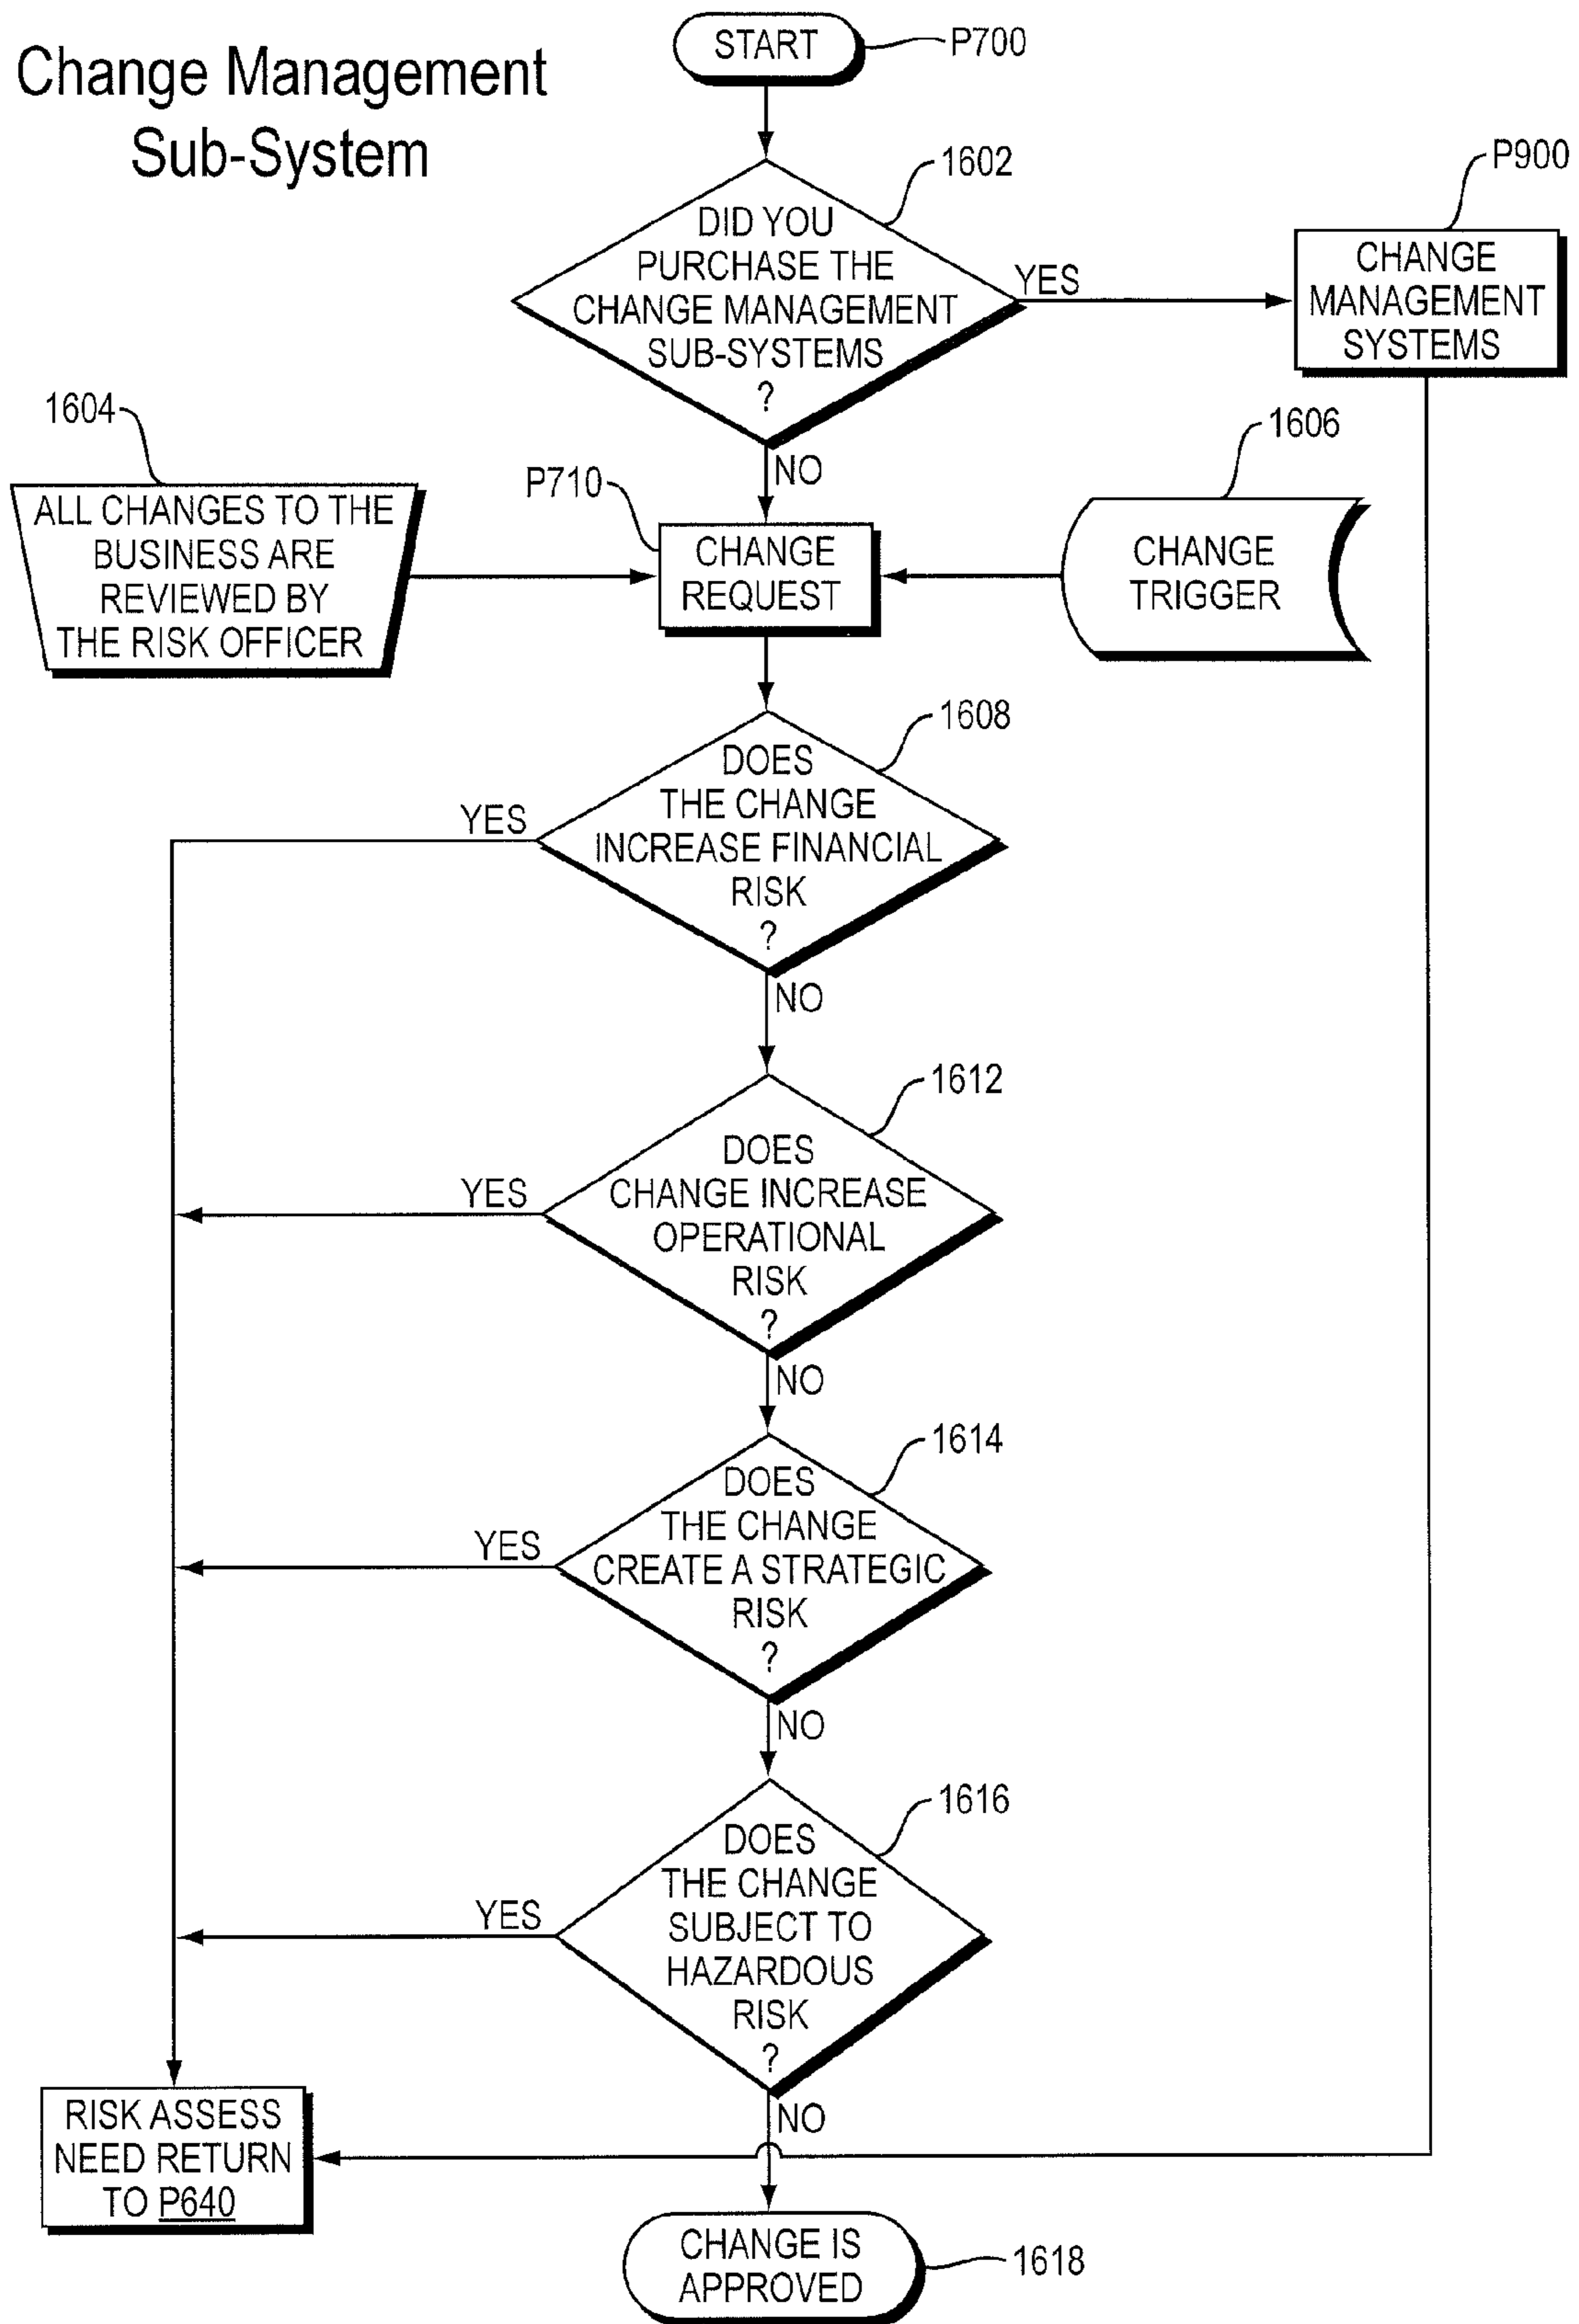 Change Management
Sub-System
START
P700
1602
DID YOU
PURCHASE THE
CHANGE MANAGEMENT
SUB-SYSTEMS
?
YES
P900
CHANGE
MANAGEMENT
SYSTEMS
NO
1604
ALL CHANGES TO THE
BUSINESS ARE
REVIEWED BY
THE RISK OFFICER
P710
CHANGE
REQUEST
1606
CHANGE
TRIGGER
1608
DOES
THE CHANGE
INCREASE FINANCIAL
RISK
?
YES
NO
1612
DOES
CHANGE INCREASE
OPERATIONAL
RISK
?
YES
NO
1614
DOES
THE CHANGE
CREATE A STRATEGIC
RISK
?
YES
NO
1616
DOES
THE CHANGE
SUBJECT TO
HAZARDOUS
RISK
?
YES
NO
RISK ASSESS
NEED RETURN
TO P640
CHANGE IS
APPROVED
1618